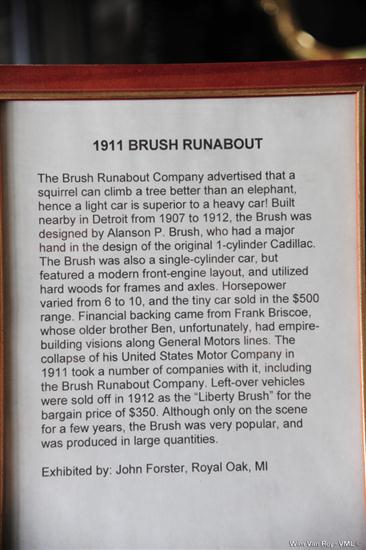 1911 BRUSH RUNABOUT
The Brush Runabout Company advertised that a
squirrel can climb a tree better than an elephant,
hence a light car is superior to a heavy car! Built
nearby in Detroit from 1907 to 1912, the Brush was
designed by Alanson P. Brush, who had a major
hand in the design of the original 1-cylinder Cadillac.
The Brush was also a single-cylinder car, but
featured a modern front-engine layout, and utilized
hard woods for frames and axles. Horsepower
varied from 6 to 10, and the tiny car sold in the $500
range. Financial backing came from Frank Briscoe,
whose older brother Ben, unfortunately, had empire-
building visions along General Motors lines. The
collapse of his United States Motor Company in
1911 took a number of companies with it, including
the Brush Runabout Company. Left-over vehicles
were sold off in 1912 as the “Liberty Brush” for the
bargain price of $350. Although only on the scene
for a few years, the Brush was very popular, and
was produced in large quantities.
Exhibited by: John Forster, Royal Oak, MI
Wim Van Roy - VML